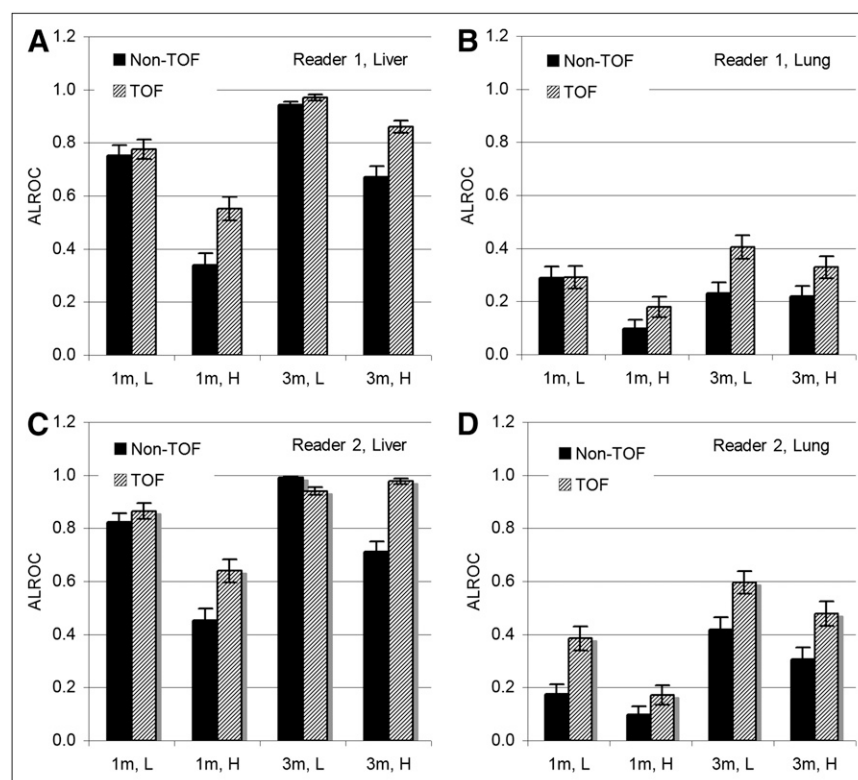 A
1.2
Non-TOF
Reader 1, Liver
1.0
TOF
0.8
0.6
0.4
0.2
0.0
ALROC
1m, L 1m, H 3m, L 3m, H
B
1.2
Non-TOF
Reader 1, Lung
1.0
TOF
0.8
0.6
0.4
0.2
0.0
ALROC
1m, L 1m, H 3m, L 3m, H
C
1.2
Non-TOF
Reader 2, Liver
1.0
TOF
0.8
0.6
0.4
0.2
0.0
ALROC
1m, L 1m, H 3m, L 3m, H
D
1.2
Non-TOF
Reader 2, Lung
1.0
TOF
0.8
0.6
0.4
0.2
0.0
ALROC
1m, L 1m, H 3m, L 3m, H